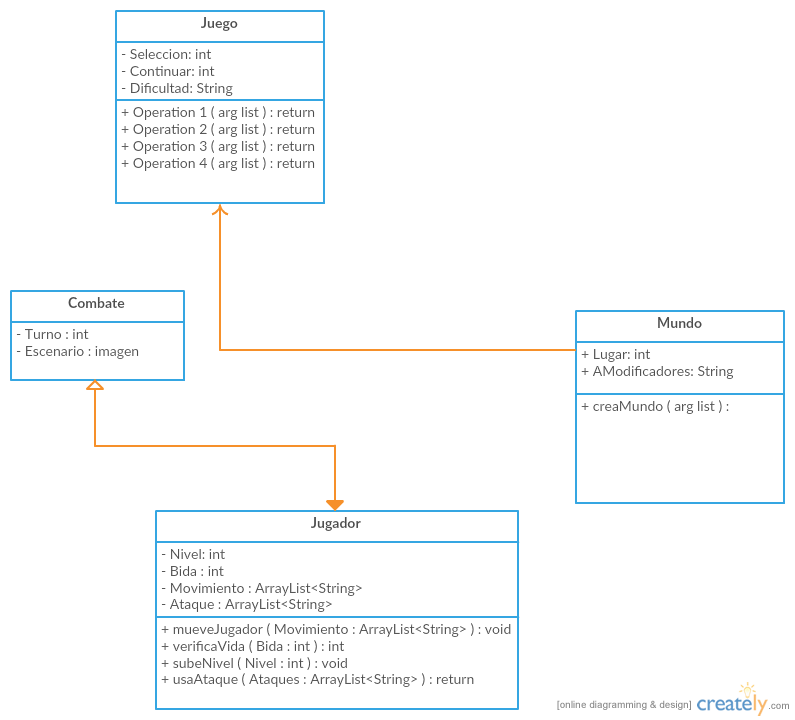 Juego
- Seleccion: int
- Continuar: int
- Dificultad: String
+ Operation 1 ( arg list ) : return
+ Operation 2 ( arg list ) : return
+ Operation 3 ( arg list ) : return
+ Operation 4 ( arg list ) : return
Combate
- Turno : int
- Escenario : imagen
Mundo
+ Lugar: int
+ AModificadores: String
+ creaMundo ( arg list ) :
Jugador
- Nivel: int
- Bida : int
- Movimiento : ArrayList<String>
- Ataque : ArrayList<String>
+ mueveJugador ( Movimiento : ArrayList<String> ) : void
+ verificaVida ( Bida : int ) : int
+ subeNivel ( Nivel : int ) : void
+ usaAtaque ( Ataques : ArrayList<String> ) : return
[online diagramming & design] creately.com